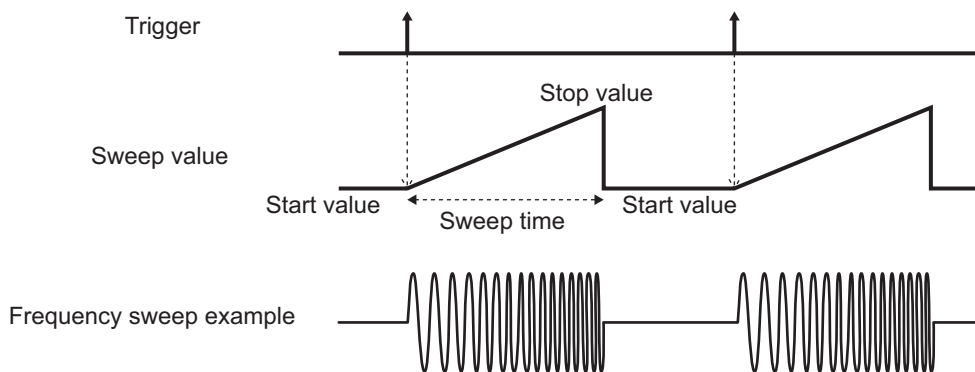 Trigger
Stop value
Sweep value
Start value
Sweep time
Start value
Frequency sweep example